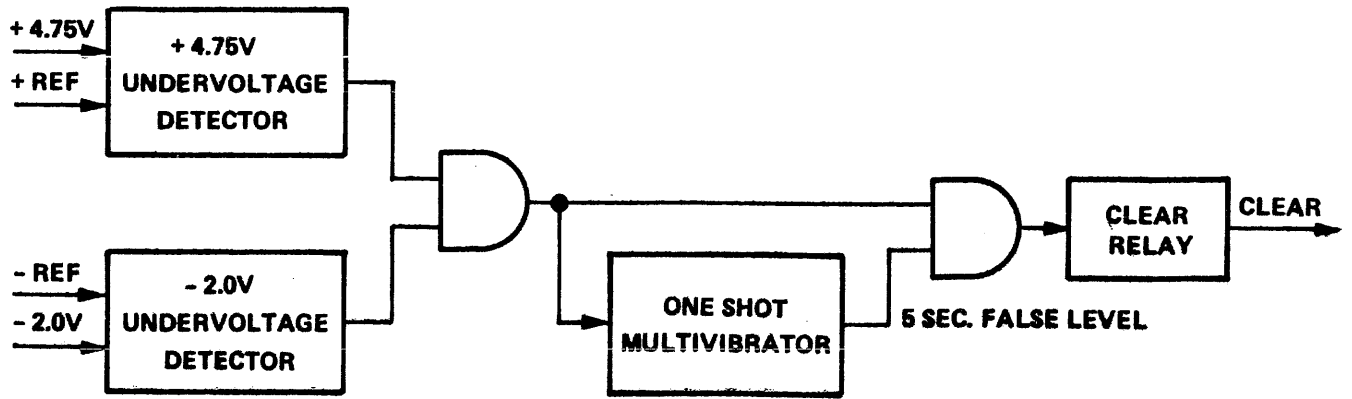 + 4.75V
+ REF
+ 4.75V
UNDERVOLTAGE
DETECTOR
- REF
- 2.0V
- 2.0V
UNDERVOLTAGE
DETECTOR
ONE SHOT
MULTIVIBRATOR
5 SEC. FALSE LEVEL
CLEAR
RELAY
CLEAR